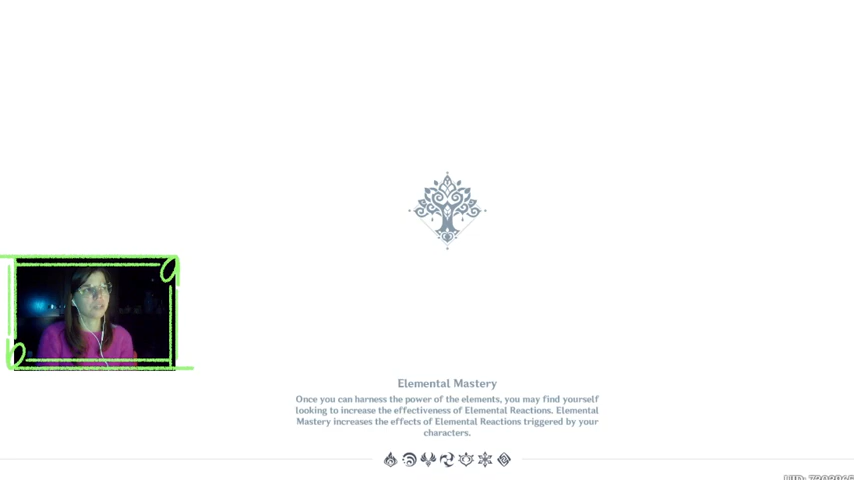 Elemental Mastery
Once you can harness the power of the elements, you may find yourself
looking to increase the effectiveness of Elemental Reactions. Elemental
Mastery increases the effects of Elemental Reactions triggered by your
characters.